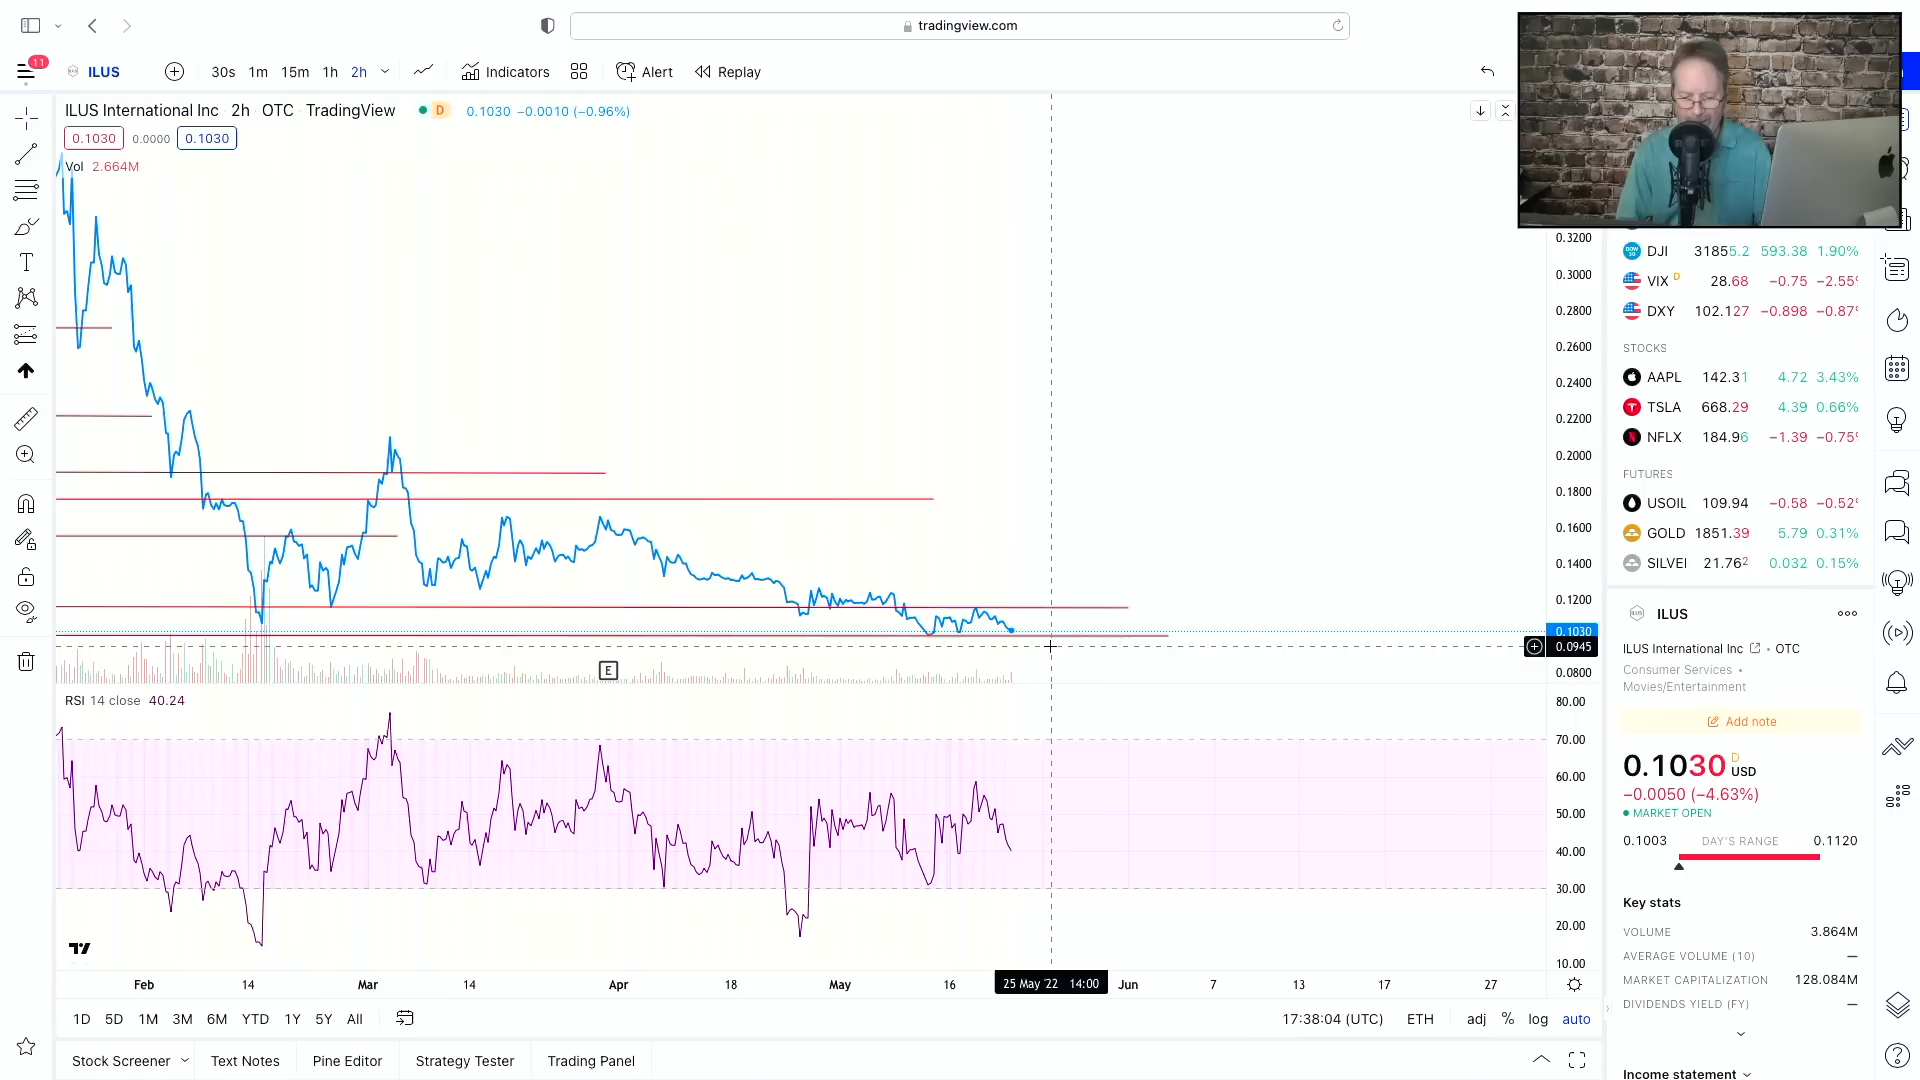 tradingview.com
11
ILUS
30s 1m 15m 1h 2h
Indicators
Alert
Replay
ILUS International Inc 2h OTC TradingView
D
0.1030 −0.0010 (−0.96%)
0.1030 0.0000 0.1030
Vol 2.664M
0.3200
0.3000
0.2800
0.2600
0.2400
0.2200
0.2000
0.1800
0.1600
0.1400
0.1200
0.1030
0.0945
0.0800
E
RSI 14 close 40.24
80.00
70.00
60.00
50.00
40.00
30.00
20.00
10.00
Feb 14 Mar 14 Apr 18 May 16 25 May '22 14:00 Jun 7 13 17 27
1D 5D 1M 3M 6M YTD 1Y 5Y All
17:38:04 (UTC) ETH adj % log auto
Stock Screener Text Notes Pine Editor Strategy Tester Trading Panel
DJI 31855.2 593.38 1.90%
VIX D 28.68 −0.75 −2.55
DXY 102.127 −0.898 −0.87
STOCKS
AAPL 142.31 4.72 3.43%
TSLA 668.29 4.39 0.66%
NFLX 184.96 −1.39 −0.75
FUTURES
USOIL 109.94 −0.58 −0.52
GOLD 1851.39 5.79 0.31%
SILVEI 21.762 0.032 0.15%
ILUS
ILUS International Inc • OTC
Consumer Services •
Movies/Entertainment
Add note
0.1030 D USD
−0.0050 (−4.63%)
MARKET OPEN
0.1003 DAY'S RANGE 0.1120
Key stats
VOLUME 3.864M
AVERAGE VOLUME (10) —
MARKET CAPITALIZATION 128.084M
DIVIDENDS YIELD (FY) —
Income statement